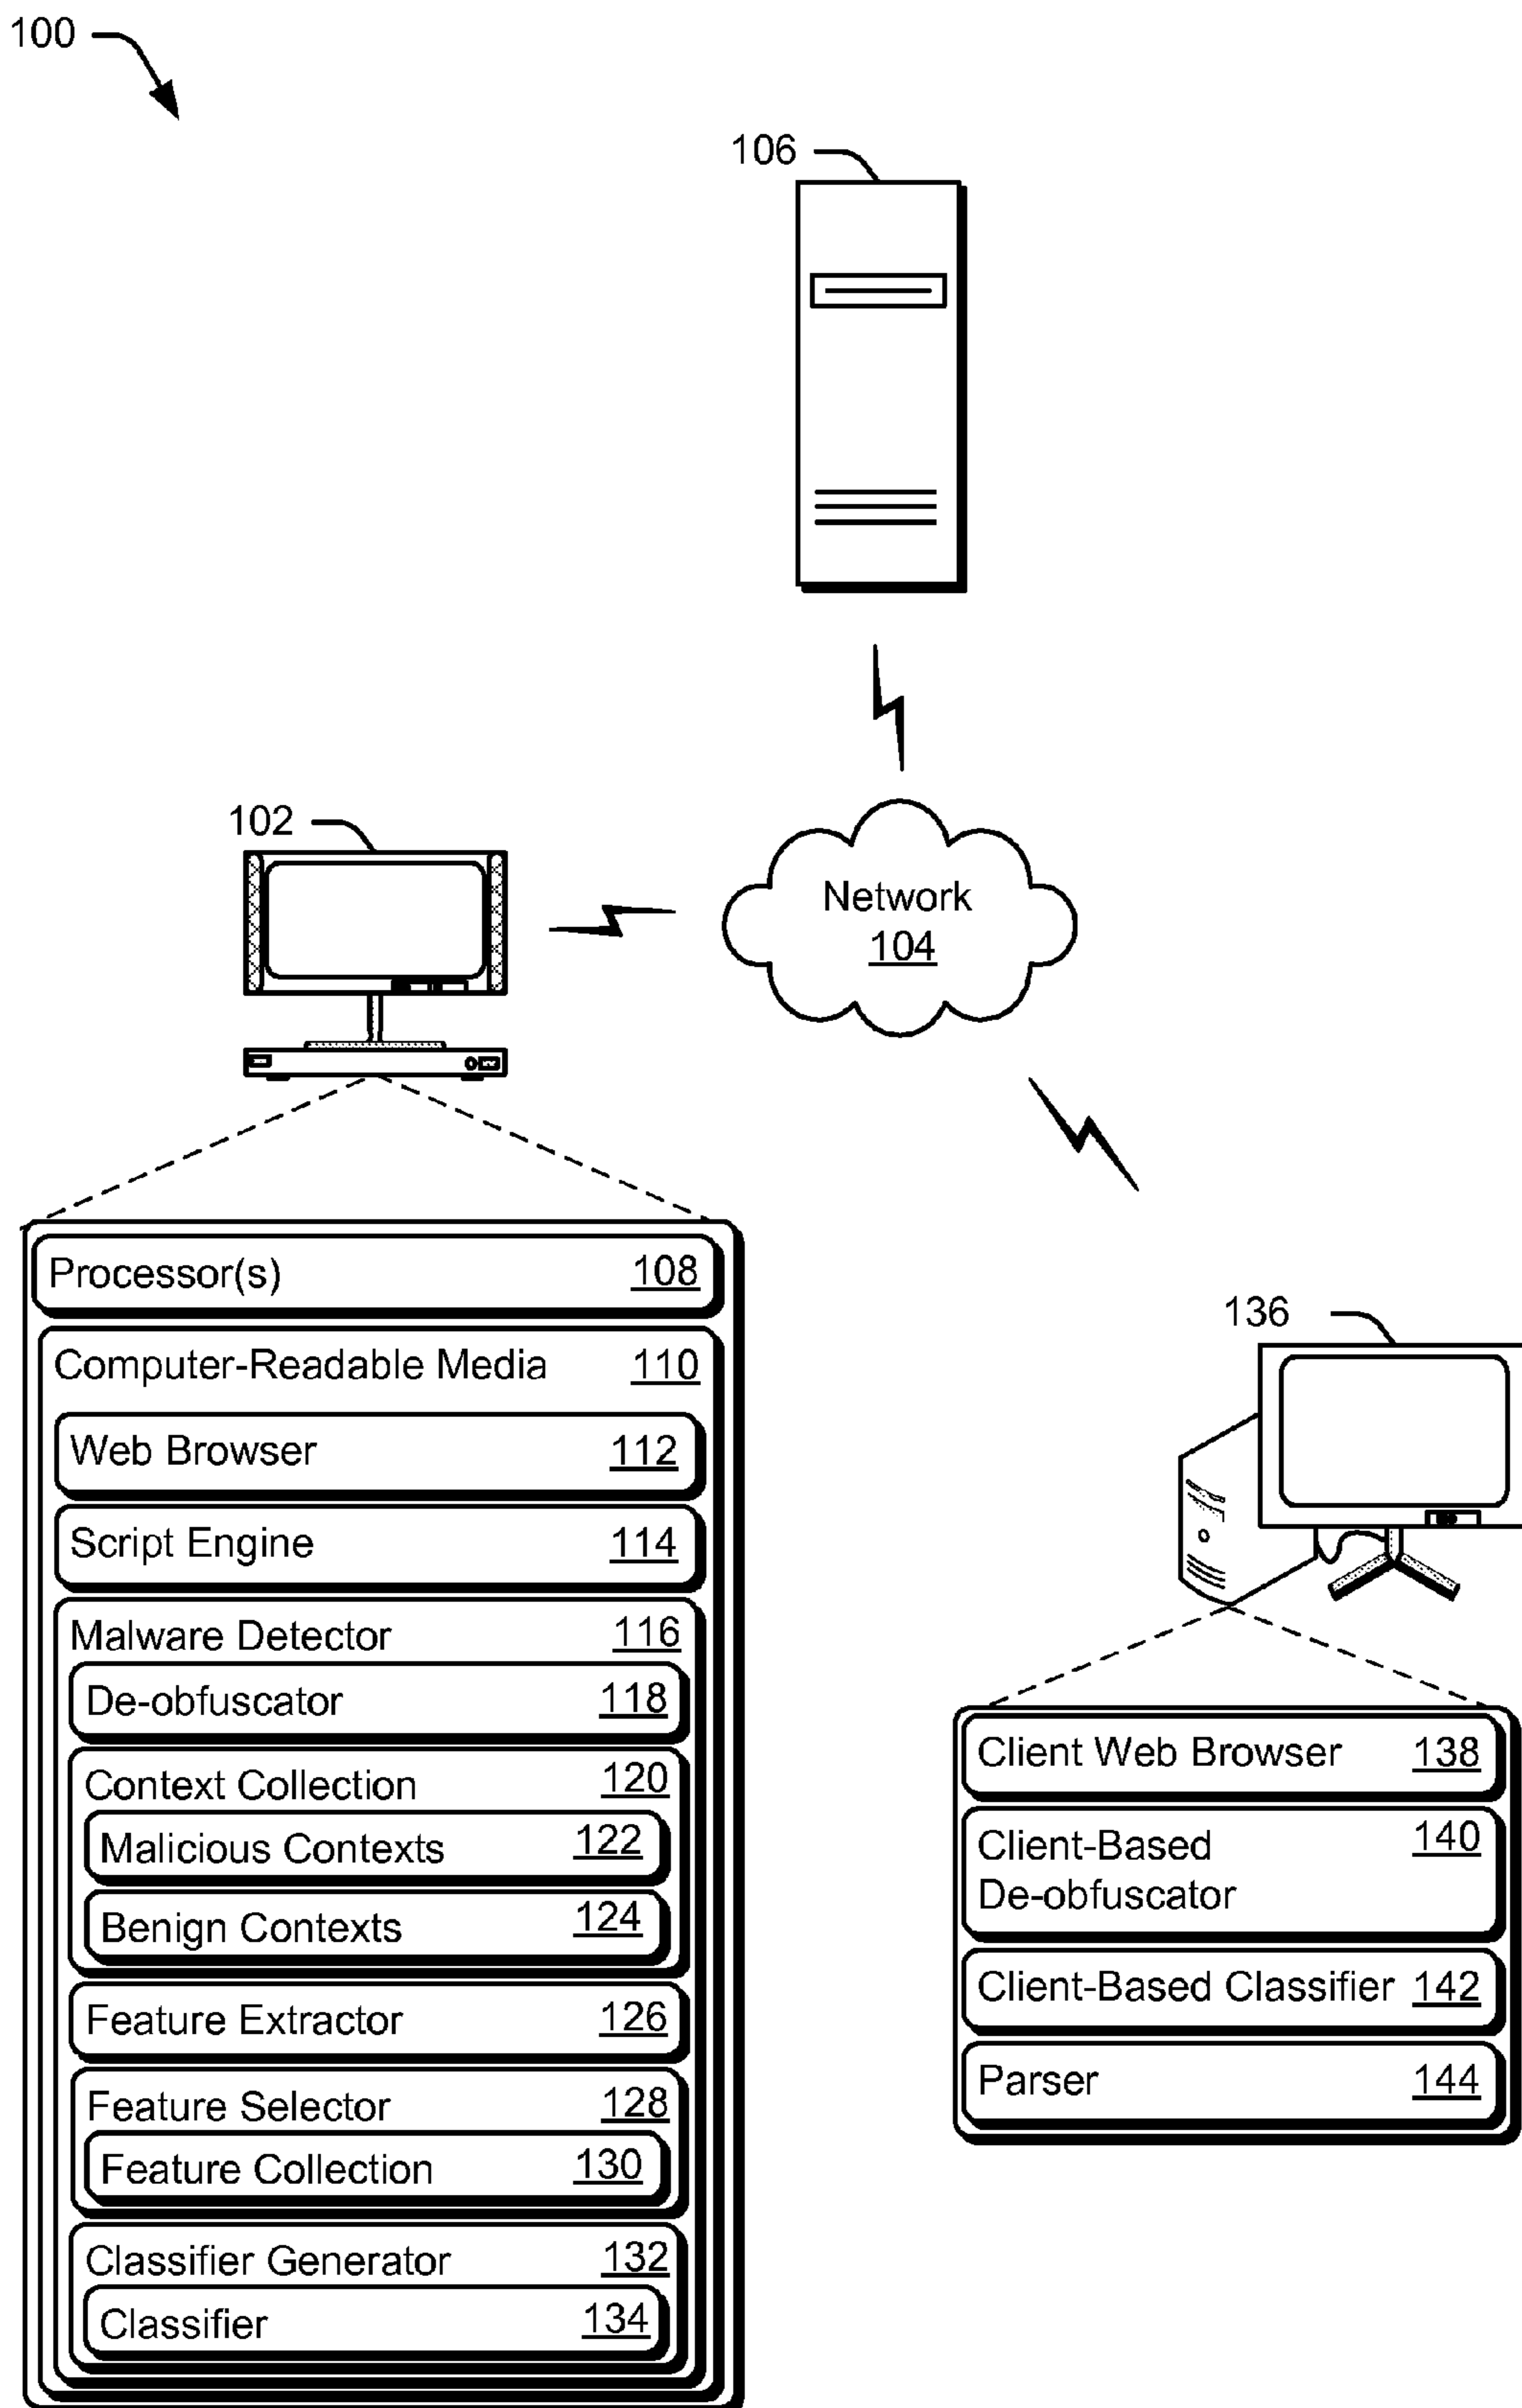 100
106
102
Network
104
Processor(s) 108
Computer-Readable Media 110
Web Browser 112
Script Engine 114
Malware Detector 116
De-obfuscator 118
Context Collection 120
Malicious Contexts 122
Benign Contexts 124
Feature Extractor 126
Feature Selector 128
Feature Collection 130
Classifier Generator 132
Classifier 134
136
Client Web Browser 138
Client-Based 140
De-obfuscator
Client-Based Classifier 142
Parser 144